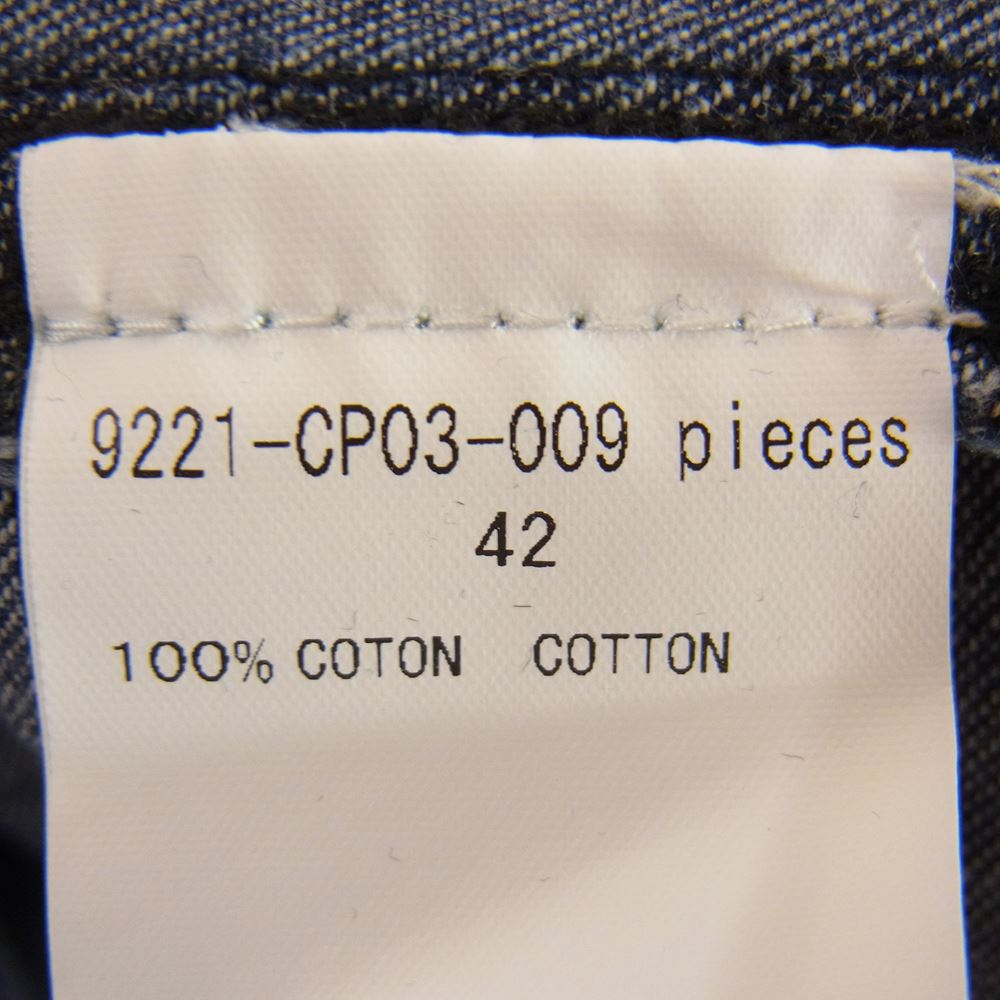 9221-CP03-009 pieces
42
100% COTON COTTON